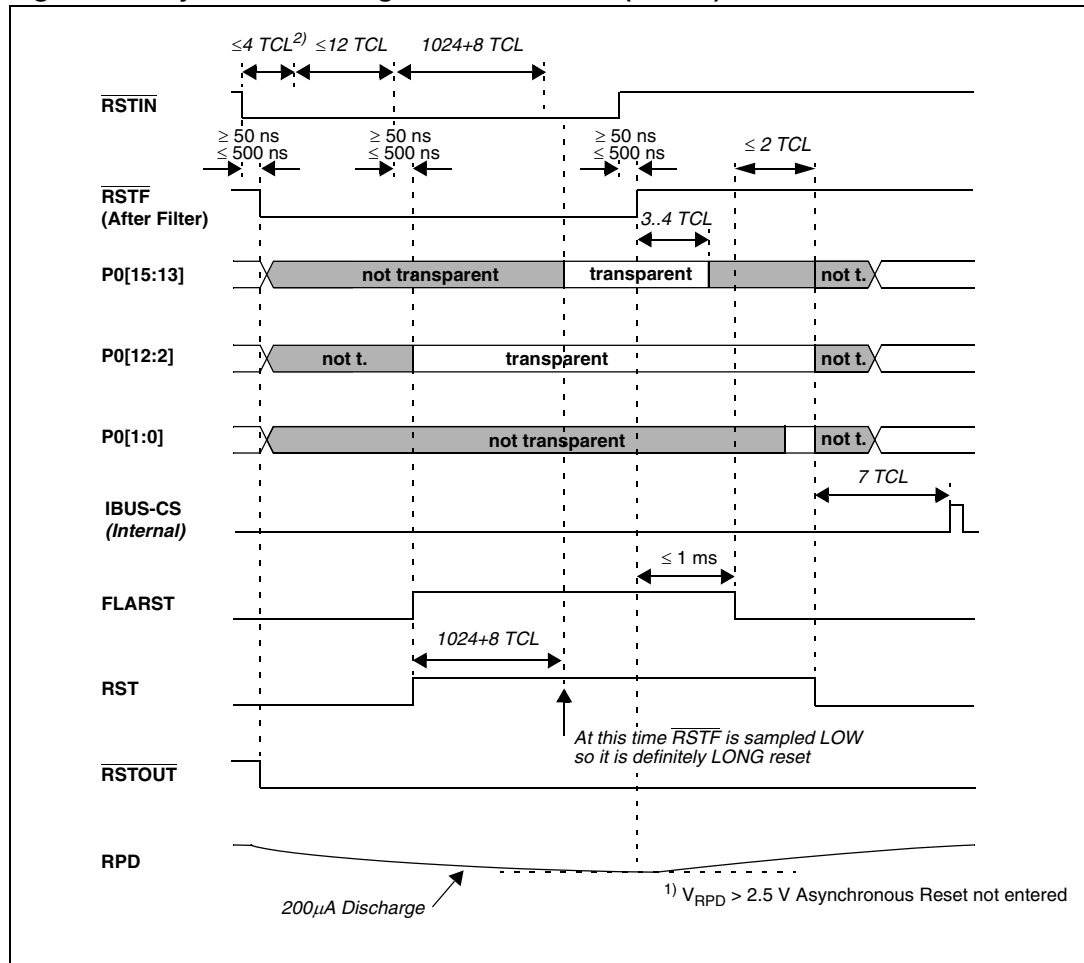 ≤4 TCL2) ≤12 TCL 1024+8 TCL
RSTIN
≥ 50 ns
≤ 500 ns
≥ 50 ns
≤ 500 ns
≥ 50 ns
≤ 500 ns
≤ 2 TCL
RSTF
(After Filter)
3..4 TCL
P0[15:13]
not transparent
transparent
not t.
P0[12:2]
not t.
transparent
not t.
P0[1:0]
not transparent
not t.
7 TCL
IBUS-CS
(Internal)
≤ 1 ms
FLARST
1024+8 TCL
RST
At this time RSTF is sampled LOW
so it is definitely LONG reset
RSTOUT
RPD
1) VRPD > 2.5 V Asynchronous Reset not entered
200μA Discharge